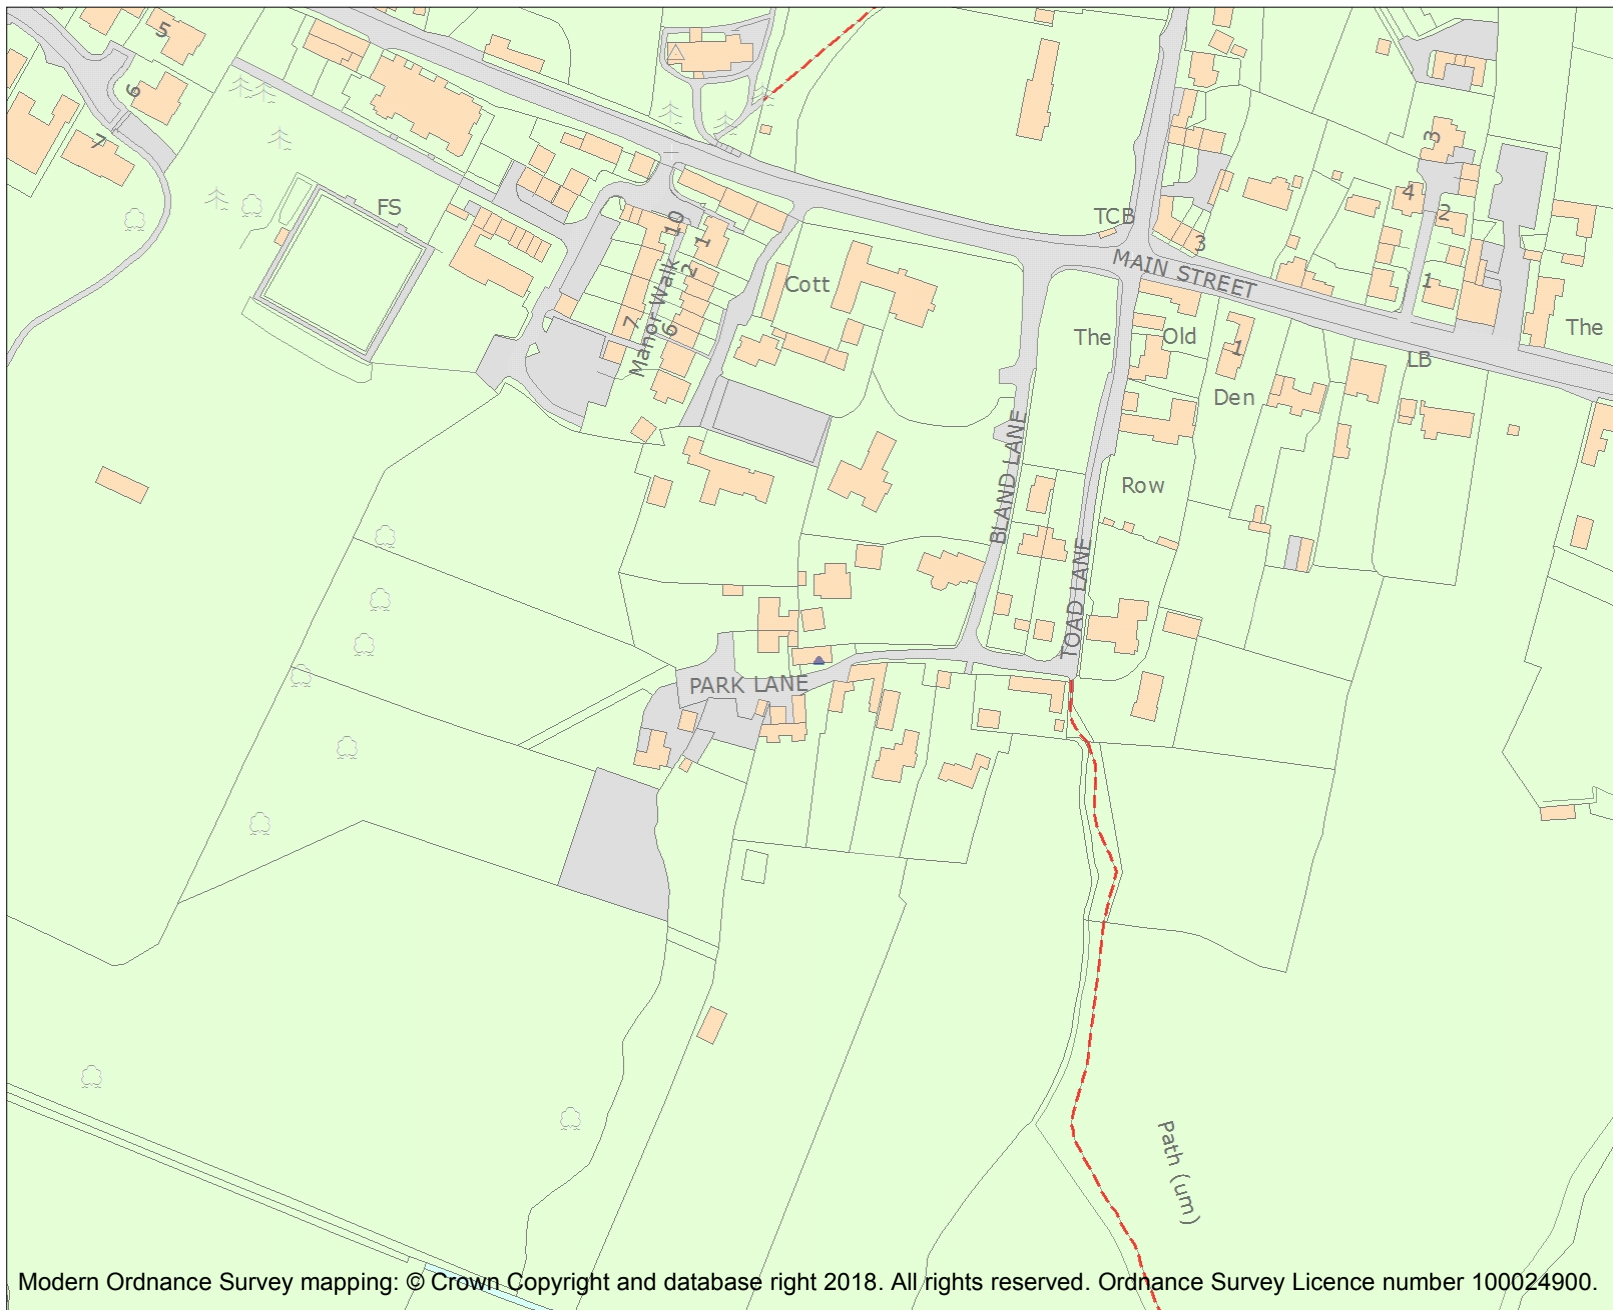 5
6
7
FS
10
1
2
Manor Walk
7
6
Cott
TCB
3
MAIN STREET
3
4
2
1
The
Old
1
Den
Row
LB
The
BLAND LANE
TOAD LANE
PARK LANE
Path (um)
Modern Ordnance Survey mapping: © Crown Copyright and database right 2018. All rights reserved. Ordnance Survey Licence number 100024900.